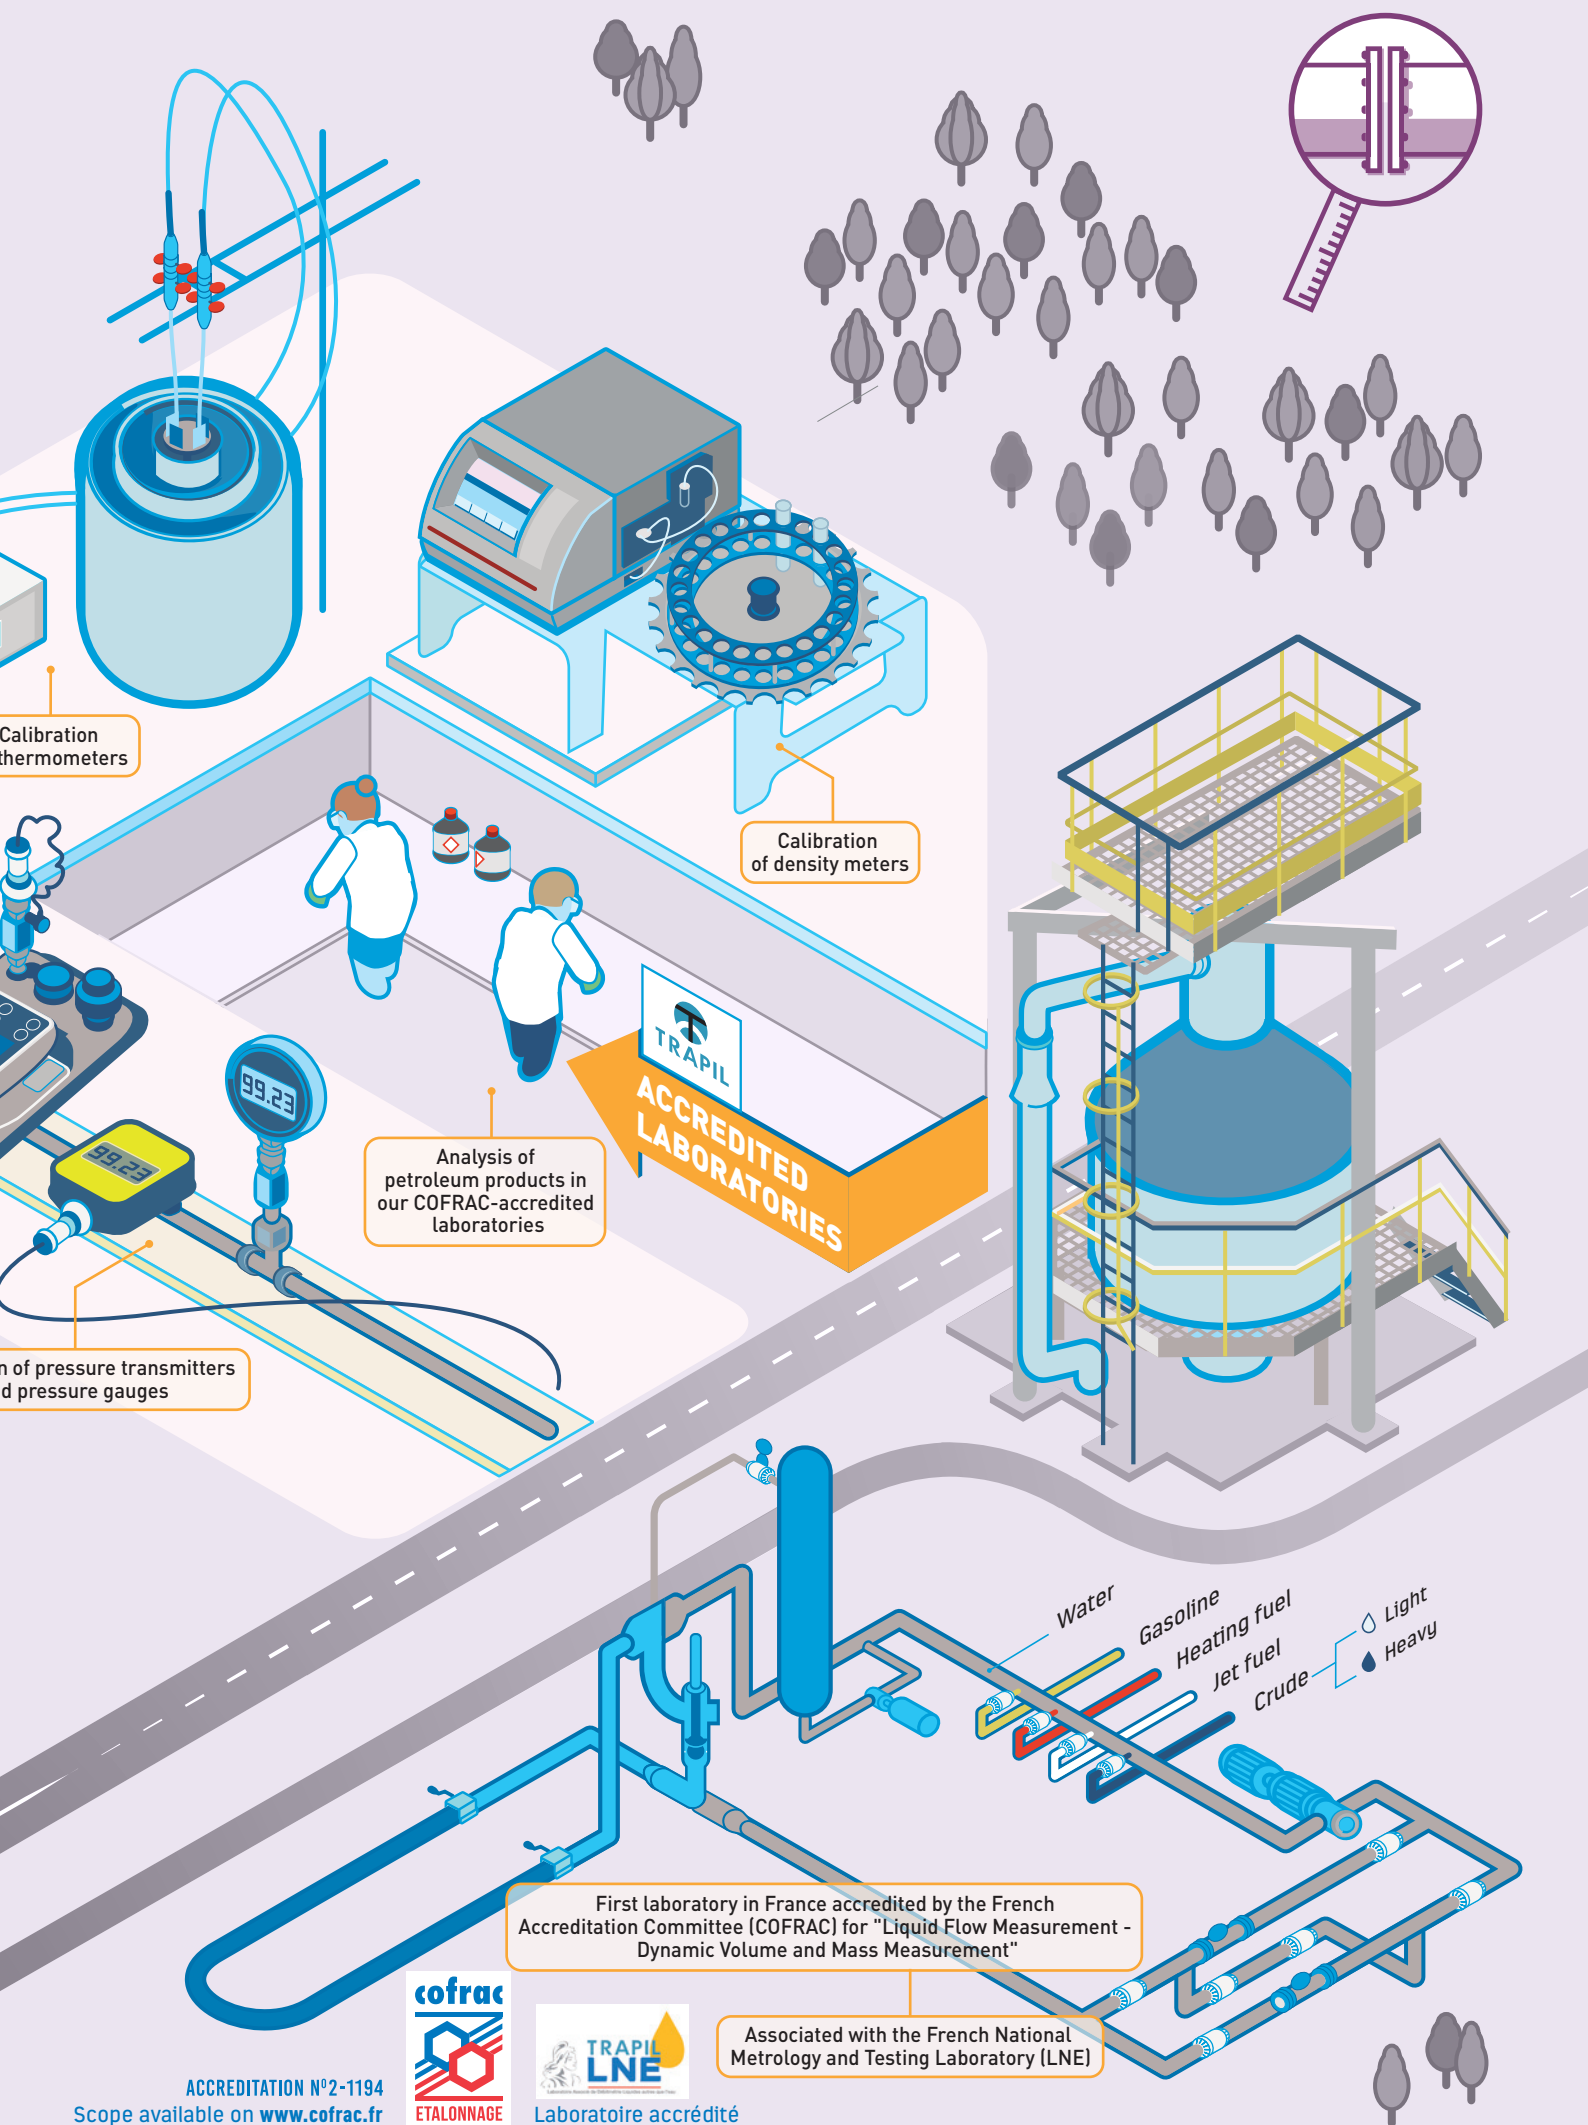 Calibration
thermometers
Calibration
of density meters
TRAPIL
ACCREDITED
LABORATORIES
99.23
99.23
Analysis of
petroleum products in
our COFRAC-accredited
laboratories
n of pressure transmitters
d pressure gauges
Water
Gasoline
Heating fuel
Jet fuel
Crude
Light
Heavy
First laboratory in France accredited by the French
Accreditation Committee (COFRAC) for "Liquid Flow Measurement -
Dynamic Volume and Mass Measurement"
Associated with the French National
Metrology and Testing Laboratory (LNE)
cofrac
ETALONNAGE
TRAPIL
LNE
ACCREDITATION N°2-1194
Scope available on www.cofrac.fr
Laboratoire accrédité